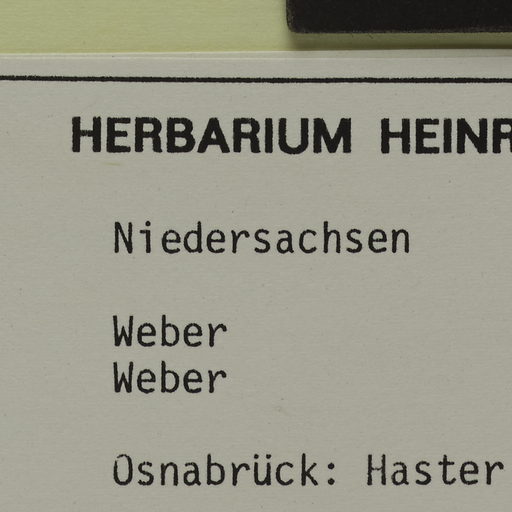 HERBARIUM HEINR
Niedersachsen
Weber
Weber
Osnabrück: Haster